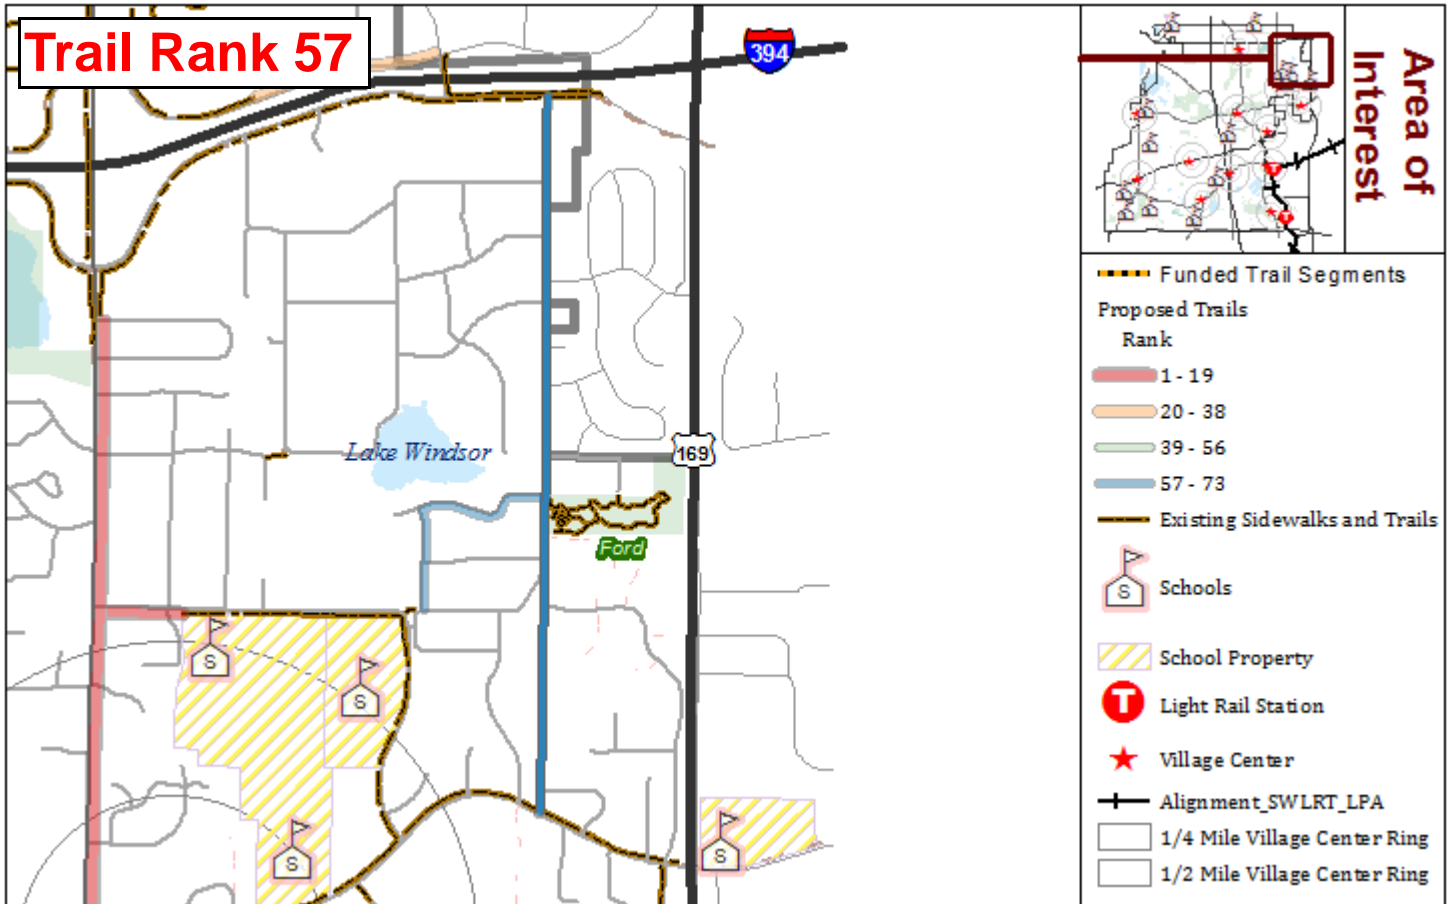 Trail Rank 57
394
Lake Windsor
169
Ford
S
S
S
S
Area of
Interest
T
T
Funded Trail Segments
Proposed Trails
Rank
1 - 19
20 - 38
39 - 56
57 - 73
Existing Sidewalks and Trails
S
Schools
School Property
T
Light Rail Station
Village Center
Alignment_SWLRT_LPA
1/4 Mile Village Center Ring
1/2 Mile Village Center Ring